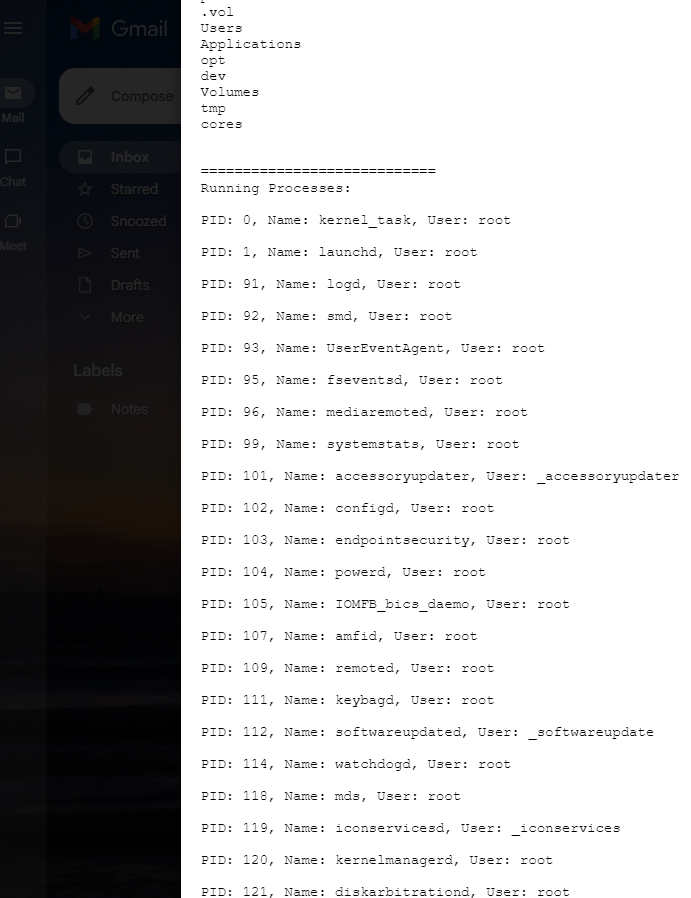 Gmail
Compose
Mail
Inbox
Chat
Starred
Snoozed
Meet
Sent
Drafts
More
Labels
Notes
.vol
Users
Applications
opt
dev
Volumes
tmp
cores
============================
Running Processes:
PID: 0, Name: kernel_task, User: root
PID: 1, Name: launchd, User: root
PID: 91, Name: logd, User: root
PID: 92, Name: smd, User: root
PID: 93, Name: UserEventAgent, User: root
PID: 95, Name: fseventsd, User: root
PID: 96, Name: mediaremoted, User: root
PID: 99, Name: systemstats, User: root
PID: 101, Name: accessoryupdater, User: _accessoryupdater
PID: 102, Name: configd, User: root
PID: 103, Name: endpointsecurity, User: root
PID: 104, Name: powerd, User: root
PID: 105, Name: IOMFB_bics_daemo, User: root
PID: 107, Name: amfid, User: root
PID: 109, Name: remoted, User: root
PID: 111, Name: keybagd, User: root
PID: 112, Name: softwareupdated, User: _softwareupdate
PID: 114, Name: watchdogd, User: root
PID: 118, Name: mds, User: root
PID: 119, Name: iconservicesd, User: _iconservices
PID: 120, Name: kernelmanagerd, User: root
PID: 121, Name: diskarbitrationd, User: root